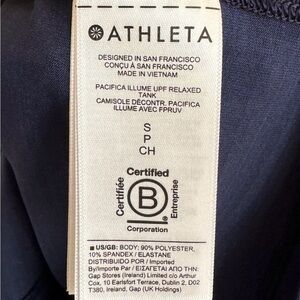 ATHLETA
DESIGNED IN SAN FRANCISCO
CONÇU À SAN FRANCISCO
MADE IN VIETNAM
PACIFICA ILLUME UPF RELAXED
TANK
CAMISOLE DÉCONTR. PACIFICA
ILLUME AVEC FPRUV
S
P
CH
Certified
Certifiée
B
Entreprise
Corporation
■ US/GB: BODY: 90% POLYESTER,
10% SPANDEX / ELASTANE
DISTRIBUIDO POR / Imported
By/Importe Par / ΕΙΣΑΓΕΤΑΙ ΑΠΟ ΤΗΝ:
Gap Stores (Ireland) Limited c/o Arthur
Cox, 10 Earlsfort Terrace, Dublin 2, D02
T380, Ireland, Gap (UK Holdings)